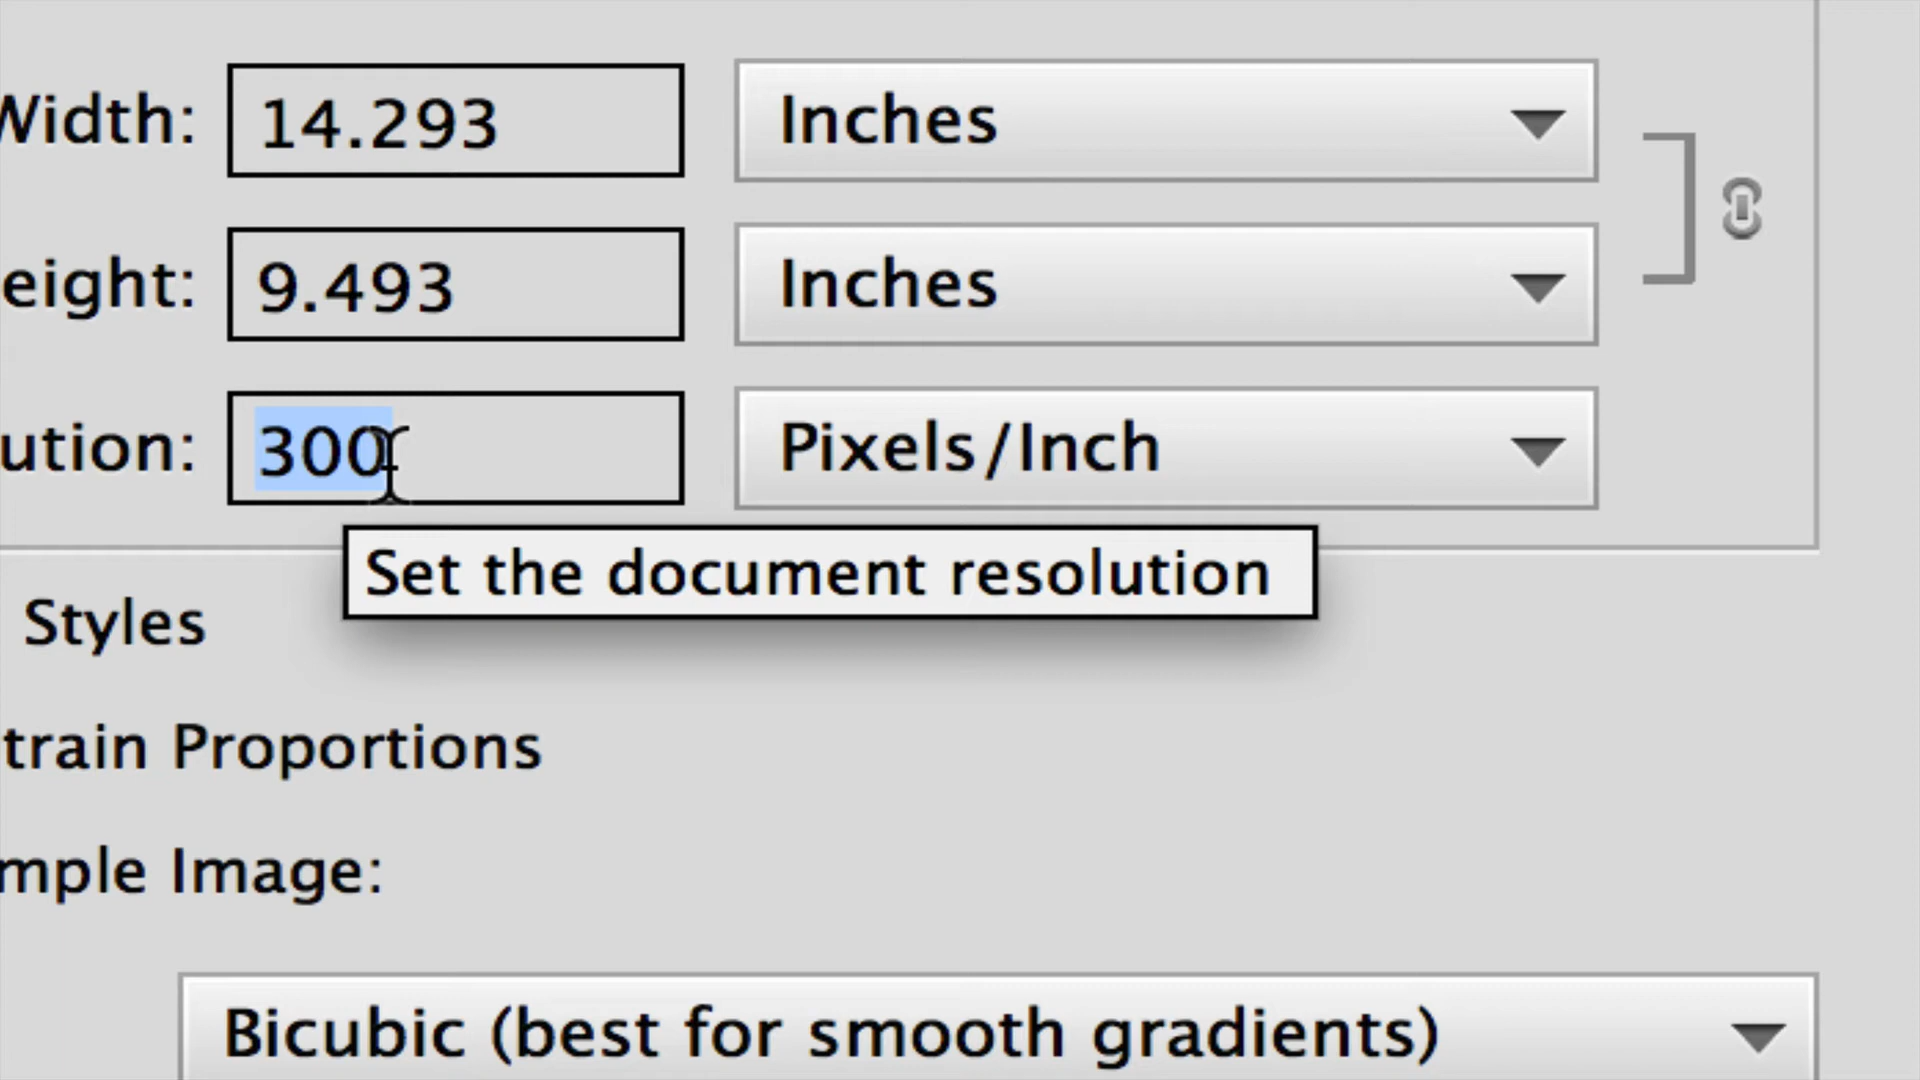 Width: 14.293 Inches
eight: 9.493 Inches
ution: 300 Pixels/Inch
Set the document resolution
Styles
train Proportions
mple Image:
Bicubic (best for smooth gradients)